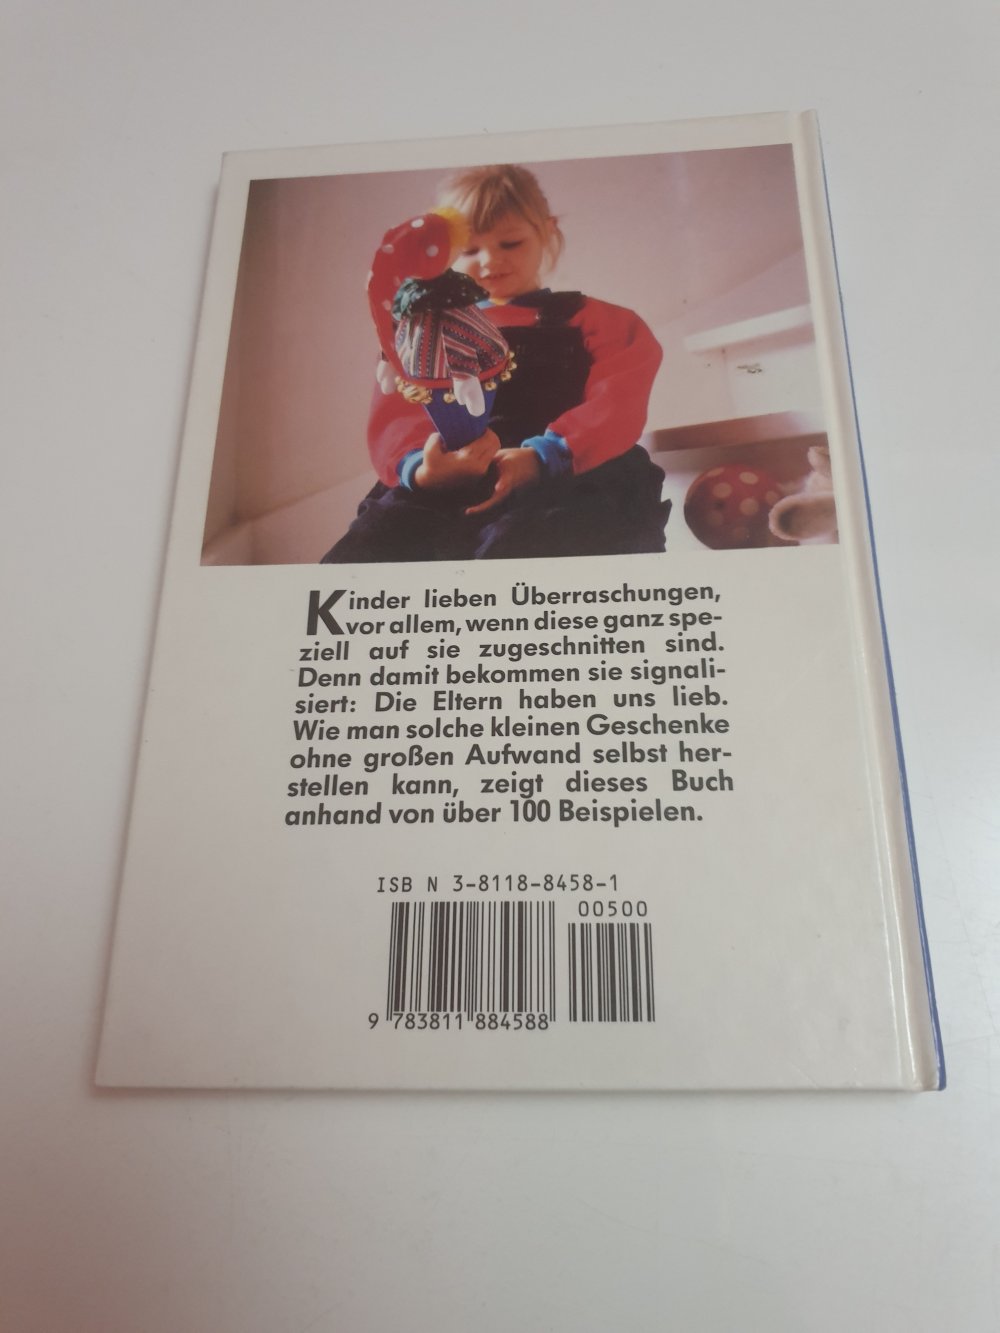 Kinder lieben Überraschungen,
vor allem, wenn diese ganz spe-
ziell auf sie zugeschnitten sind.
Denn damit bekommen sie signali-
siert: Die Eltern haben uns lieb.
Wie man solche kleinen Geschenke
ohne großen Aufwand selbst her-
stellen kann, zeigt dieses Buch
anhand von über 100 Beispielen.
ISB N 3-8118-8458-1
00500
9 783811 884588